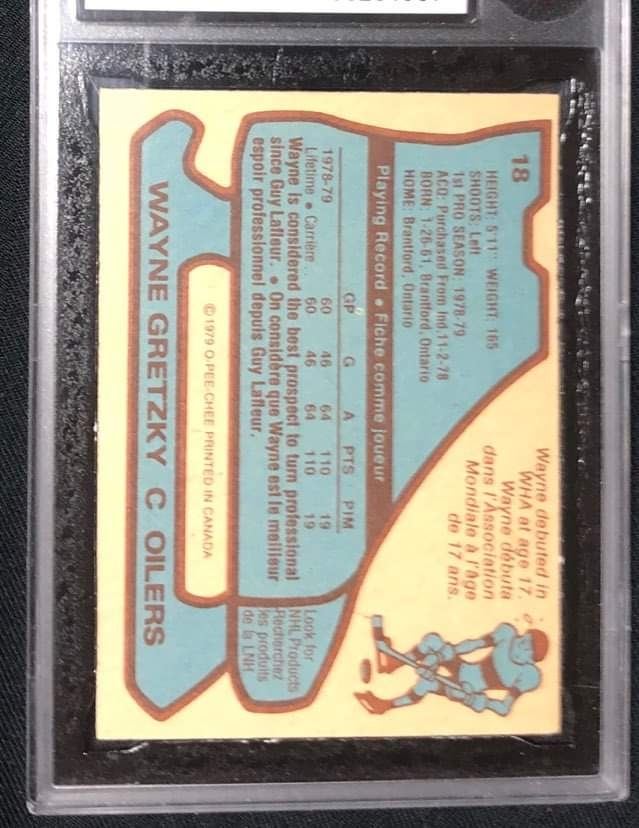 18
HEIGHT: 5'11" WEIGHT: 165
SHOOTS: Left
1st PRO SEASON: 1978-79
ACQ: Purchased From Ind, 11-2-78
BORN: 1-26-61, Brantford, Ontario
HOME: Brantford, Ontario
Wayne debuted in
WHA at age 17.
Wayne débuta
dans l'Association
Mondiale à l'âge
de 17 ans.
Playing Record • Fiche comme joueur
GP G A PTS PIM
1978-79 60 46 64 110 19
Lifetime • Carrière... 60 46 64 110 19
Wayne is considered the best prospect to turn professional
since Guy Lafleur. • On considère que Wayne est le meilleur
espoir professionnel depuis Guy Lafleur.
Look for
NHL Products
Recherchez
les produits
de la LNH
© 1979 O-PEE-CHEE PRINTED IN CANADA
WAYNE GRETZKY C OILERS